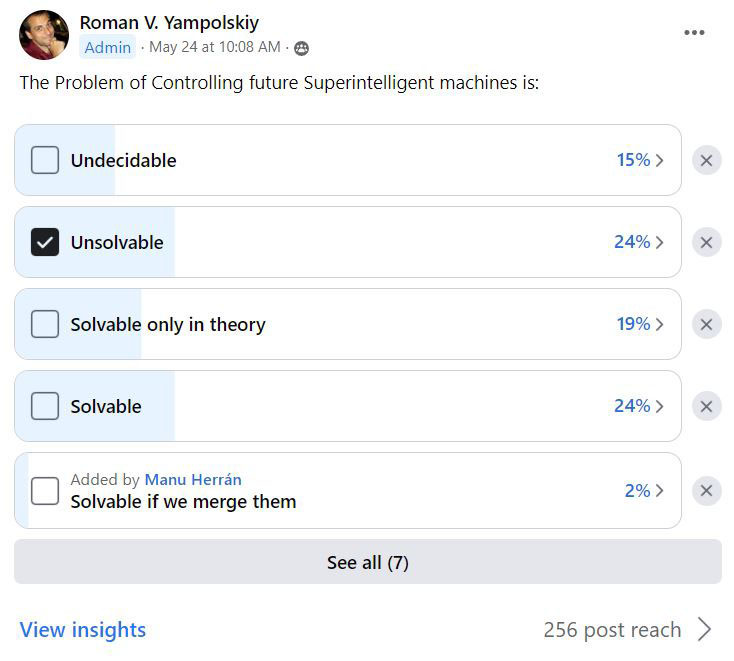 Roman V. Yampolskiy
Admin · May 24 at 10:08 AM ·
The Problem of Controlling future Superintelligent machines is:
Undecidable 15%
Unsolvable 24%
Solvable only in theory 19%
Solvable 24%
Added by Manu Herrán
Solvable if we merge them 2%
See all (7)
View insights 256 post reach